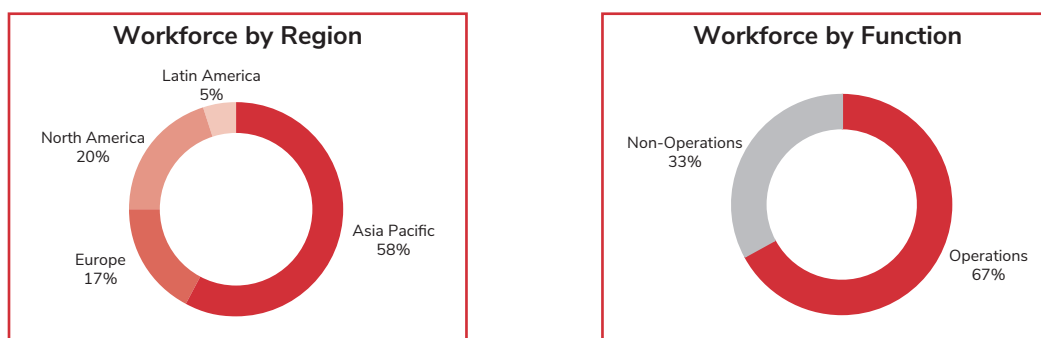 Workforce by Region
Latin America
5%
North America
20%
Asia Pacific
58%
Europe
17%
Workforce by Function
Non-Operations
33%
Operations
67%